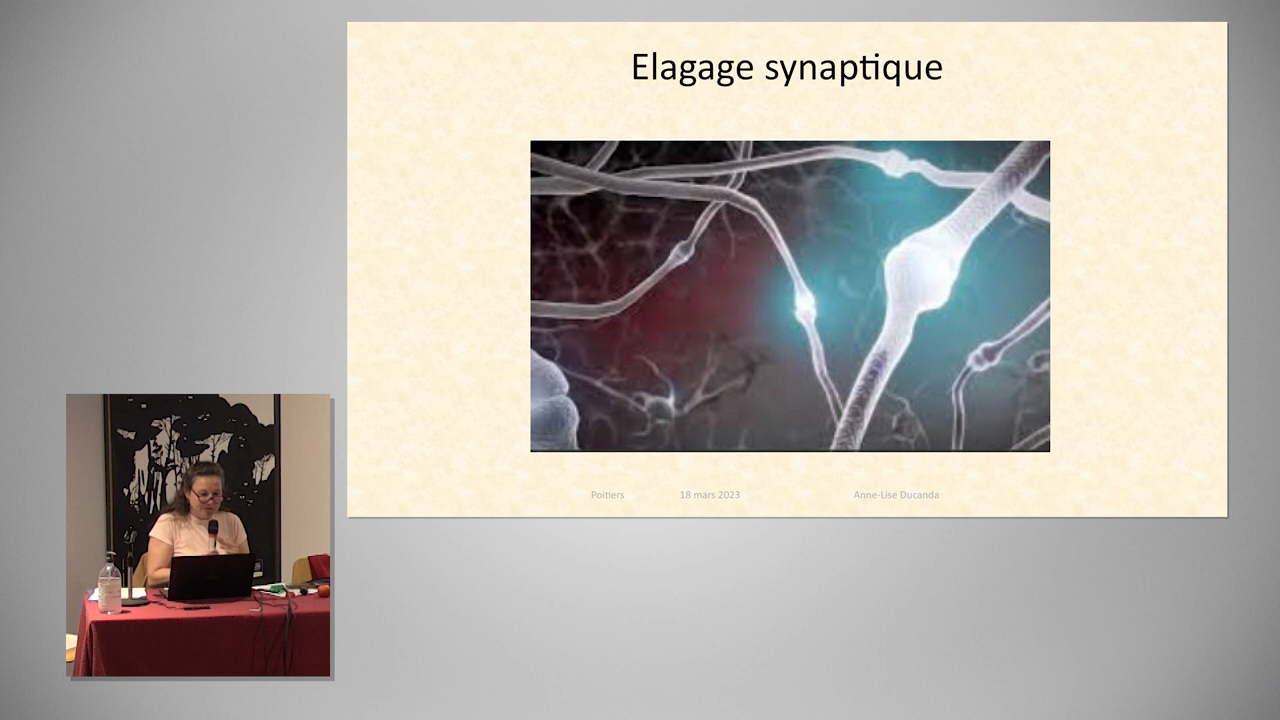 Elagage synaptique
Poitiers 18 mars 2023 Anne-Lise Ducanda